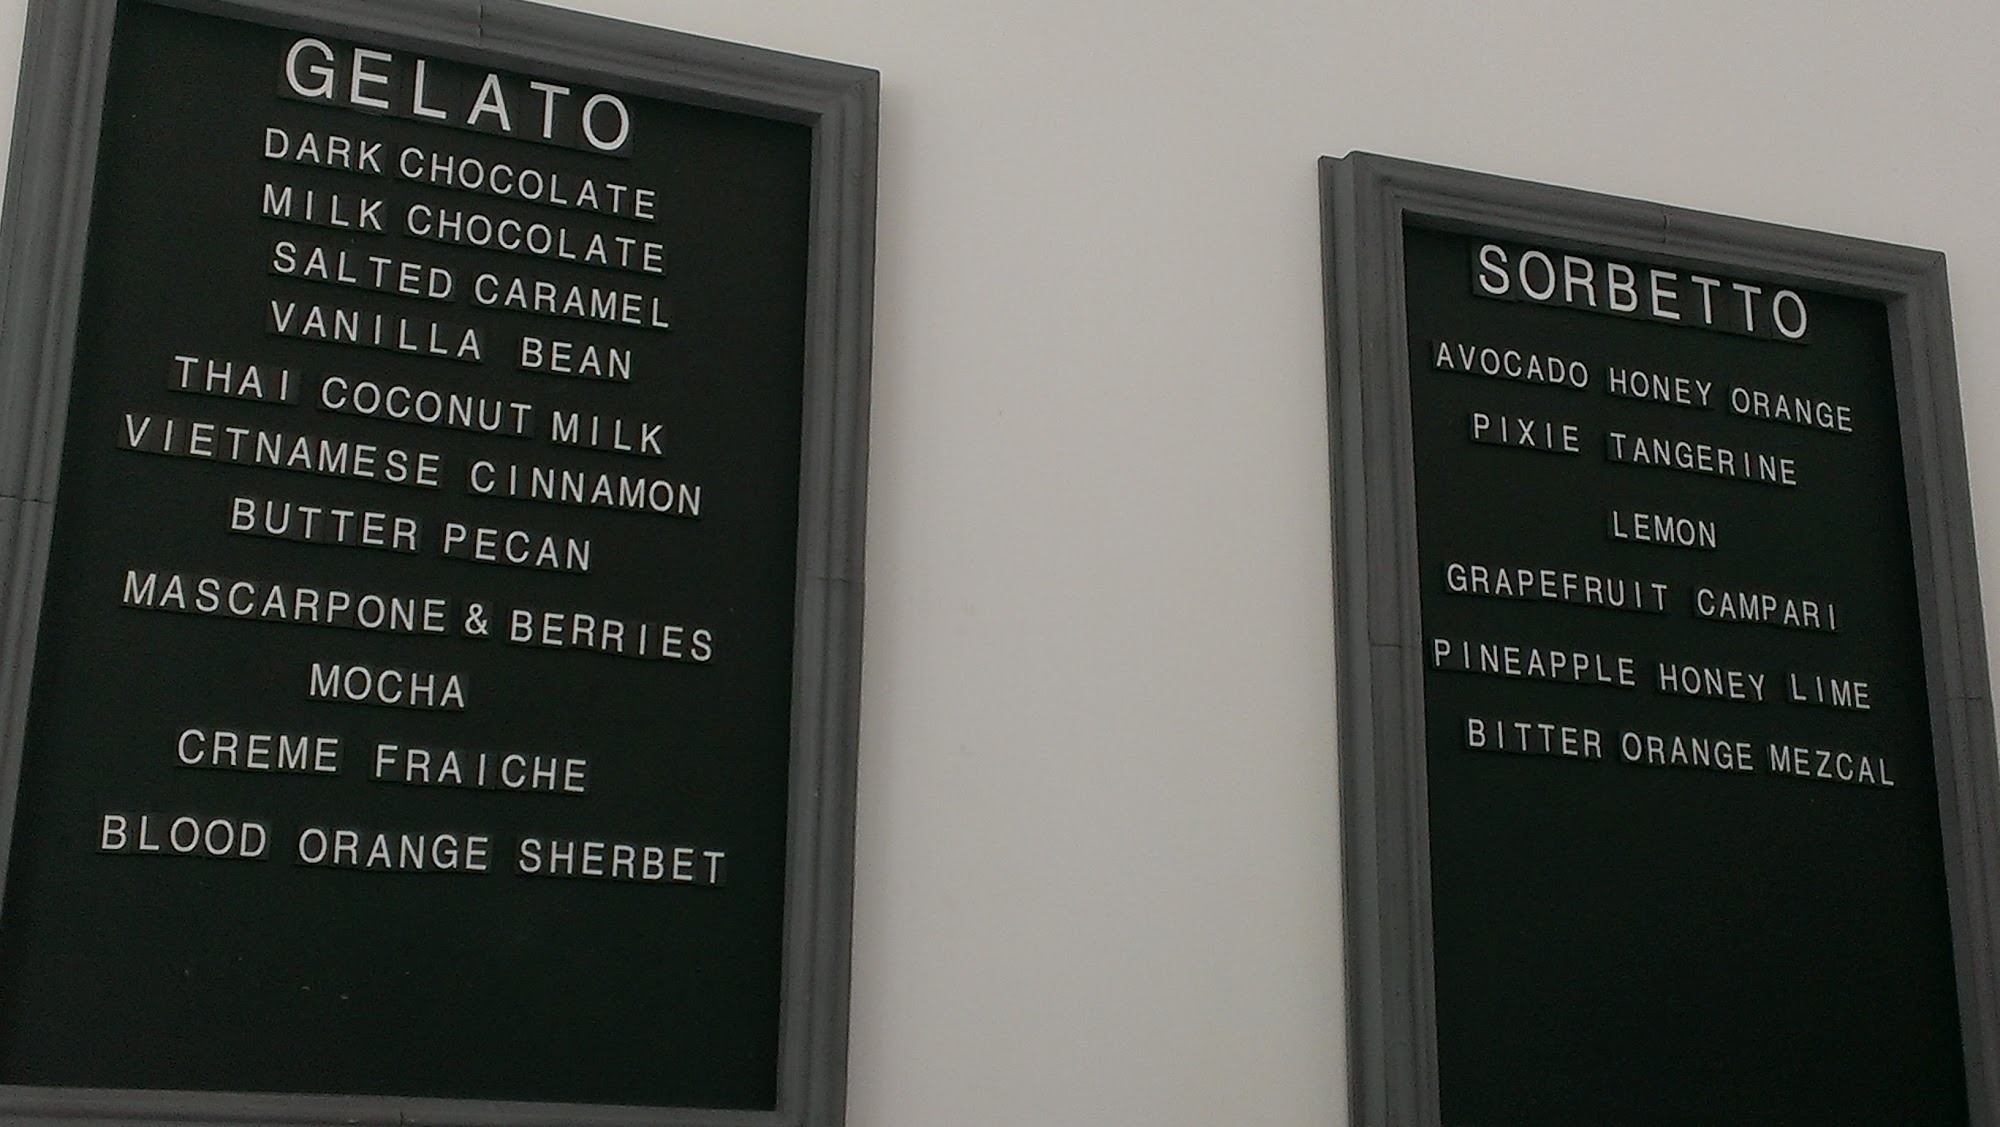 GELATO
DARK CHOCOLATE
MILK CHOCOLATE
SALTED CARAMEL
VANILLA BEAN
THAI COCONUT MILK
VIETNAMESE CINNAMON
BUTTER PECAN
MASCARPONE & BERRIES
MOCHA
CREME FRAICHE
BLOOD ORANGE SHERBET
SORBETTO
AVOCADO HONEY ORANGE
PIXIE TANGERINE
LEMON
GRAPEFRUIT CAMPARI
PINEAPPLE HONEY LIME
BITTER ORANGE MEZCAL